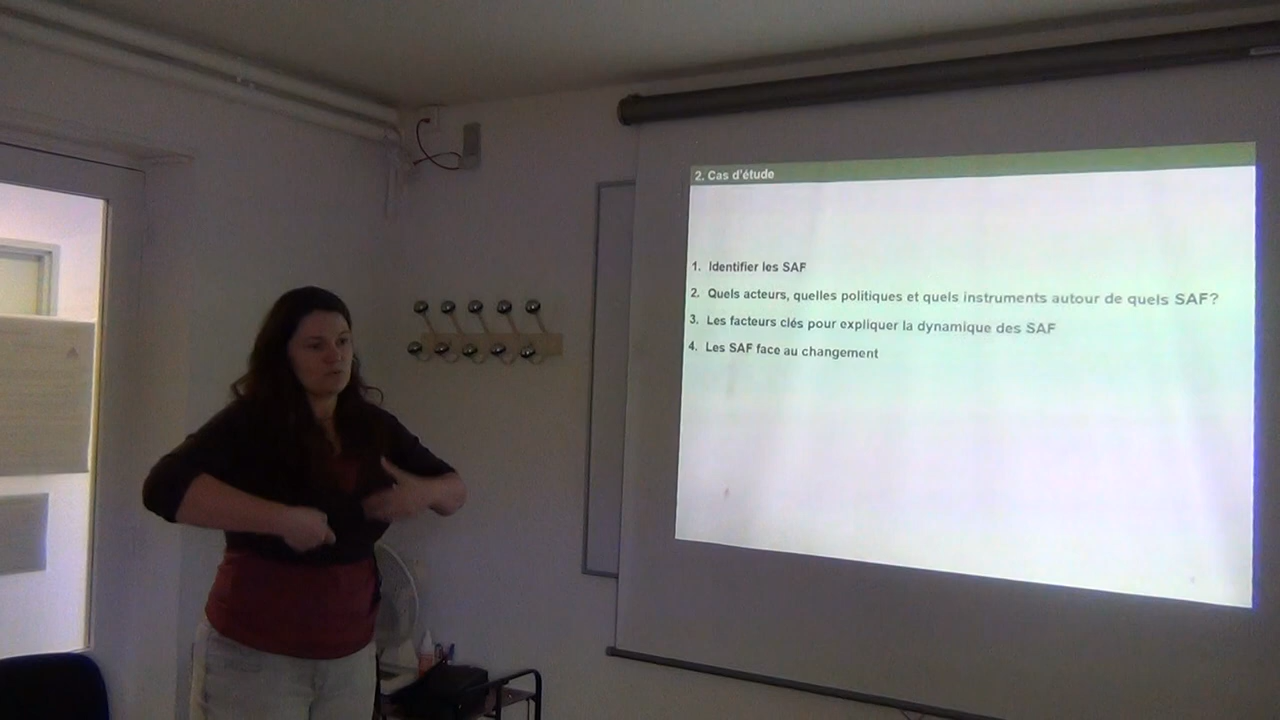 2. Cas d'étude
1. Identifier les SAF
2. Quels acteurs, quelles politiques et quels instruments autour de quels SAF?
3. Les facteurs clés pour expliquer la dynamique des SAF
4. Les SAF face au changement